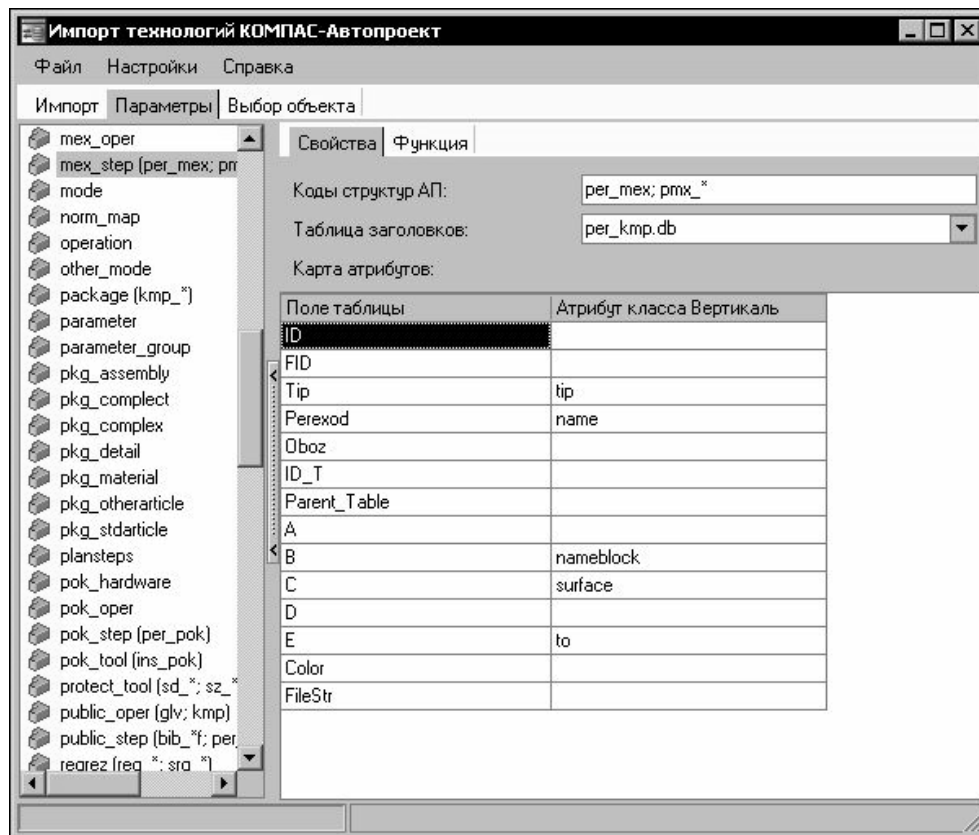 Импорт технологий КОМПАС-Автопроект
Файл Настройки Справка
Импорт Параметры Выбор объекта
mex_oper
mex_step (per_mex; pm
mode
norm_map
operation
other_mode
package (kmp_*)
parameter
parameter_group
pkg_assembly
pkg_complect
pkg_complex
pkg_detail
pkg_material
pkg_otherarticle
pkg_stdarticle
plansteps
pok_hardware
pok_oper
pok_step (per_pok)
pok_tool (ins_pok)
protect_tool (sd_*; sz_*
public_oper (glv; kmp)
public_step (bib_*f; per_
regrez (reg_*; srg_*)
Свойства Функция
Коды структур АП: per_mex; pmx_*
Таблица заголовков: per_kmp.db
Карта атрибутов:
Поле таблицы Атрибут класса Вертикаль
ID
FID
Tip tip
Perexod name
Oboz
ID_T
Parent_Table
A
B nameblock
C surface
D
E to
Color
FileStr